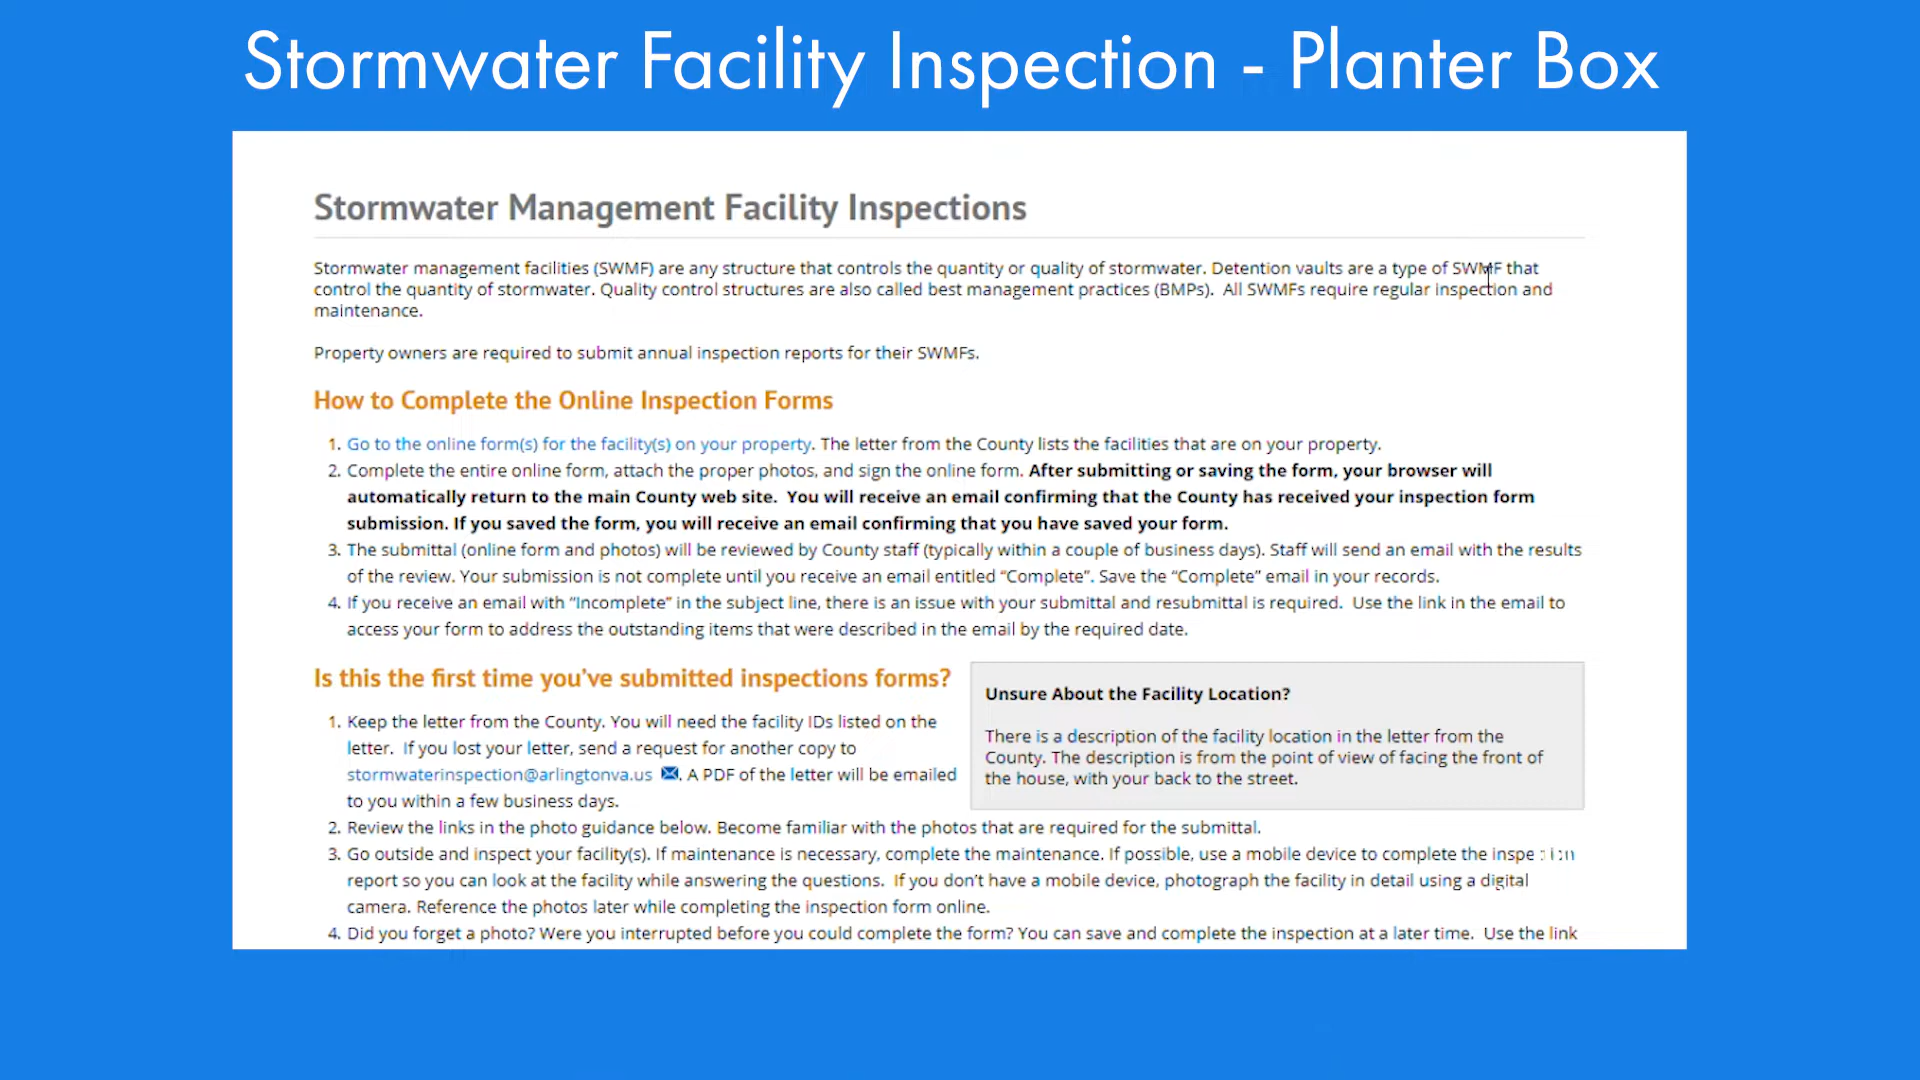 Stormwater Facility Inspection - Planter Box
Stormwater Management Facility Inspections
Stormwater management facilities (SWMF) are any structure that controls the quantity or quality of stormwater. Detention vaults are a type of SWMF that
control the quantity of stormwater. Quality control structures are also called best management practices (BMPs).  All SWMFs require regular inspection and
maintenance.
Property owners are required to submit annual inspection reports for their SWMFs.
How to Complete the Online Inspection Forms
1. Go to the online form(s) for the facility(s) on your property. The letter from the County lists the facilities that are on your property.
2. Complete the entire online form, attach the proper photos, and sign the online form. After submitting or saving the form, your browser will
automatically return to the main County web site.  You will receive an email confirming that the County has received your inspection form
submission. If you saved the form, you will receive an email confirming that you have saved your form.
3. The submittal (online form and photos) will be reviewed by County staff (typically within a couple of business days). Staff will send an email with the results
of the review. Your submission is not complete until you receive an email entitled “Complete”. Save the “Complete” email in your records.
4. If you receive an email with “Incomplete” in the subject line, there is an issue with your submittal and resubmittal is required.  Use the link in the email to
access your form to address the outstanding items that were described in the email by the required date.
Is this the first time you’ve submitted inspections forms?
1. Keep the letter from the County. You will need the facility IDs listed on the
letter.  If you lost your letter, send a request for another copy to
stormwaterinspection@arlingtonva.us . A PDF of the letter will be emailed
to you within a few business days.
Unsure About the Facility Location?
There is a description of the facility location in the letter from the
County. The description is from the point of view of facing the front of
the house, with your back to the street.
2. Review the links in the photo guidance below. Become familiar with the photos that are required for the submittal.
3. Go outside and inspect your facility(s). If maintenance is necessary, complete the maintenance. If possible, use a mobile device to complete the
report so you can look at the facility while answering the questions.  If you don’t have a mobile device, photograph the facility in detail using a digital
camera. Reference the photos later while completing the inspection form online.
4. Did you forget a photo? Were you interrupted before you could complete the form? You can save and complete the inspection at a later time.  Use the link